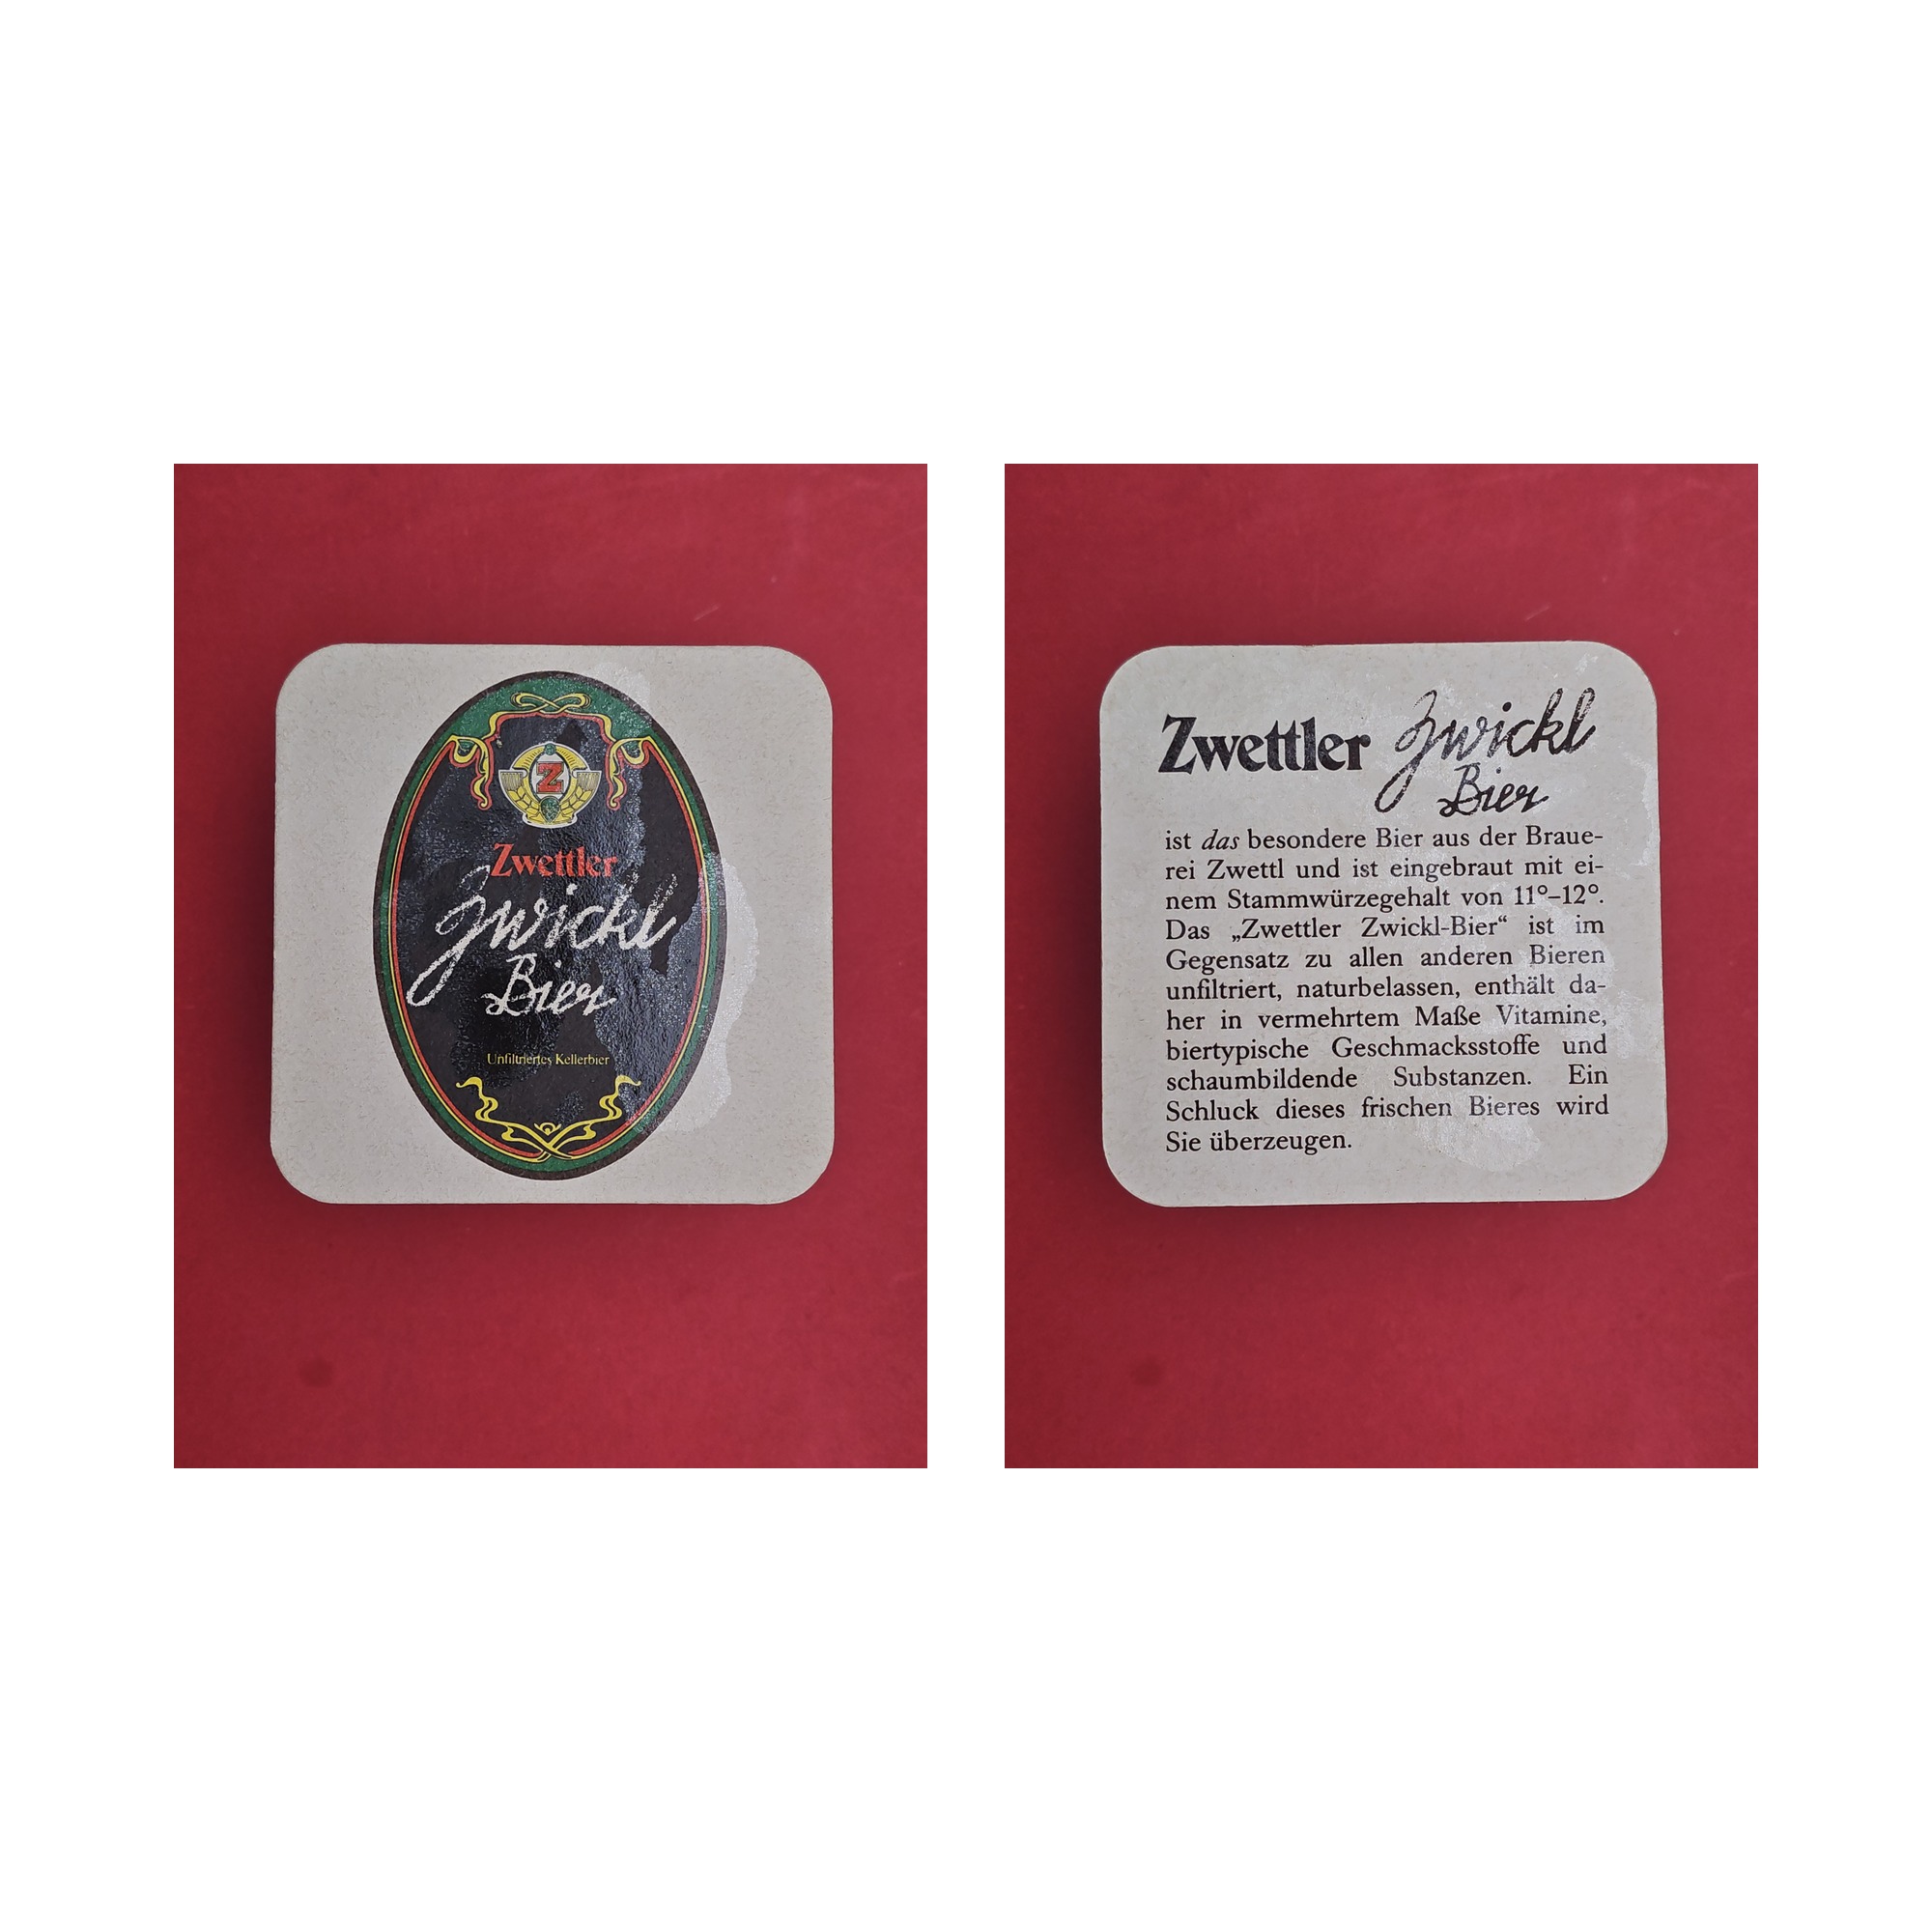 Z
Zwettler
Zwickl
Bier
Unfiltriertes Kellerbier
Zwettler Zwickl
Bier
ist das besondere Bier aus der Braue-
rei Zwettl und ist eingebraut mit ei-
nem Stammwürzegehalt von 11°–12°.
Das „Zwettler Zwickl-Bier“ ist im
Gegensatz zu allen anderen Bieren
unfiltriert, naturbelassen, enthält da-
her in vermehrtem Maße Vitamine,
biertypische Geschmacksstoffe und
schaumbildende Substanzen. Ein
Schluck dieses frischen Bieres wird
Sie überzeugen.